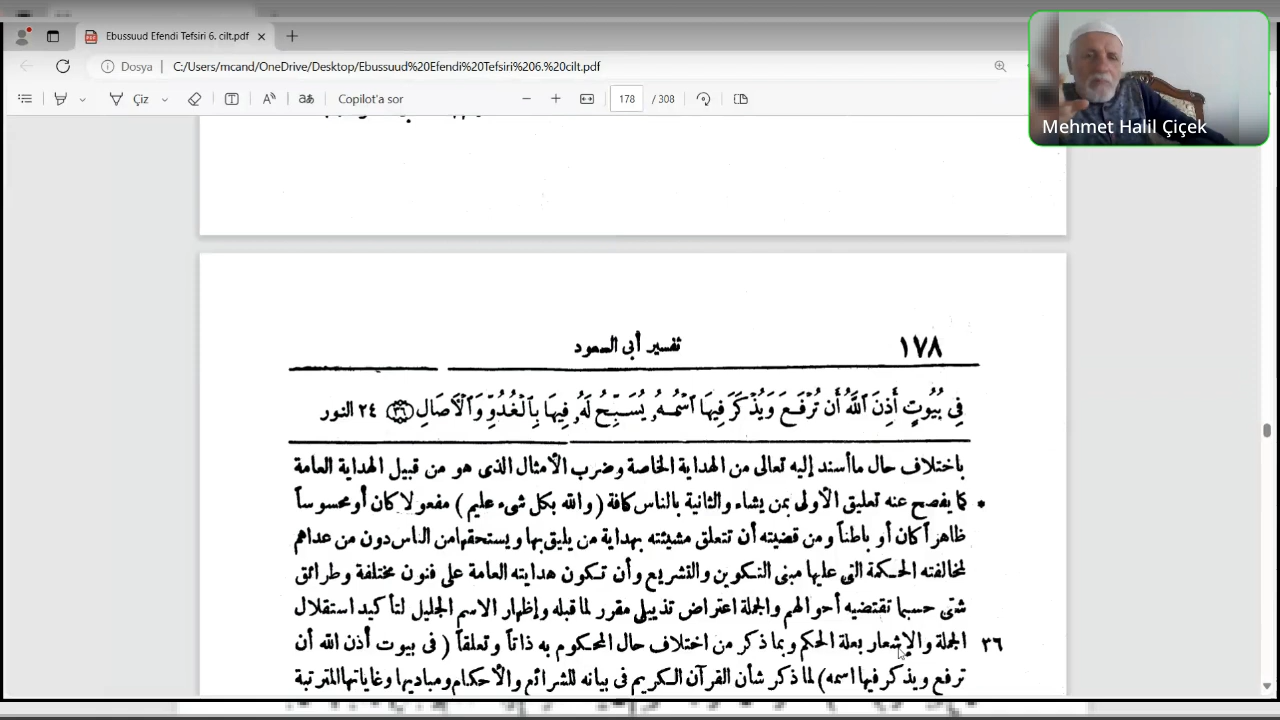 Ebussuud Efendi Tefsiri 6. cilt.pdf
Dosya C:/Users/mcand/OneDrive/Desktop/Ebussuud%20Efendi%20Tefsiri%206.%20cilt.pdf
Çiz Copilot'a sor 178 / 308
Mehmet Halil Çiçek
١٧٨ تفسير أبى السعود
فِي بُيُوتٍ أَذِنَ ٱللَّهُ أَن تُرْفَعَ وَيُذْكَرَ فِيهَا ٱسْمُهُۥ يُسَبِّحُ لَهُۥ فِيهَا بِٱلْغُدُوِّ وَٱلْآصَالِ ٣٦ ٢٤ النور
باختلاف حال ما أسند إليه تعالى من الهداية الخاصة وضرب الأمثال الذى هو من قبيل الهداية العامة
* كما يفصح عنه تعليق الأولى بمن يشاء والثانية بالناس كافة ( والله بكل شىء عليم ) مفعولا كان أو محسوساً
ظاهراً كان أو باطناً ومن قضيته أن تتعلق مشيئته بهداية من يليق بها ويستحقها من الناس دون من عداهم
لمخالفته الحكمة التى عليها مبنى التكوين والتشريع وأن تكون هدايته العامة على فنون مختلفة وطرائق
شتى حسبما تقتضيه أحوالهم والجملة اعتراض تذييلى مقرر لما قبله وإظهار الاسم الجليل لتأكيد استقلال
٣٦ الجملة والإشعار بعلة الحكم وبما ذكر من اختلاف حال المحكوم به ذاتاً وتعلقاً ( فى بيوت أذن الله أن
ترفع ويذكر فيها اسمه) لما ذكر شأن القرآن الكريم فى بيانه للشرائع والأحكام ومباديها وغاياتها المترتبة